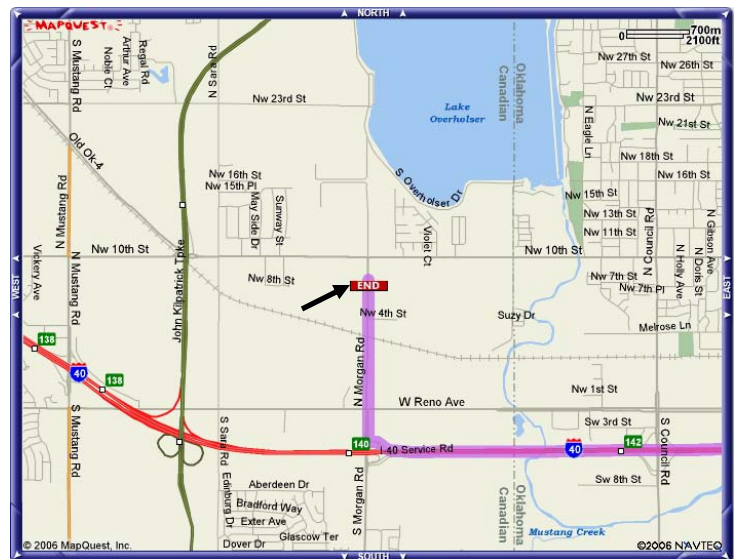 NORTH
MAPQUEST
700m
2100ft
S Mustang Rd
Noble Ct
Arthur Ave
Regal Rd
N Sara Rd
Nw 27th St
Nw 26th St
Nw 23rd St
Nw 23rd St
Lake
Overholser
Oklahoma
Canadian
N Eagle Ln
Nw 21st St
Old Ok-4
Nw 18th St
Nw 16th St
Nw 16th St
Nw 15th Pl
S Overholser Dr
Nw 15th St
May Side Dr
Sunway St
N Mustang Rd
Nw 13th St
Nw 11th St
N Council Rd
N Gibson Ave
Violet Ct
Vickery Ave
Nw 10th St
Nw 10th St
WEST
N Mustang Rd
John Kilpatrick Tpke
Nw 8th St
END
Nw 7th St
Nw 7th Pl
N Holly Ave
N Doris St
EAST
Nw 4th St
Suzy Dr
Melrose Ln
138
40
138
N Morgan Rd
Nw 1st St
W Reno Ave
S Mustang Rd
S Sara Rd
Sw 3rd St
S Council Rd
140
I-40 Service Rd
40
142
Sw 8th St
Aberdeen Dr
Edinburg Dr
Bradford Way
Exter Ave
Glascow Ter
Dover Dr
S Morgan Rd
Oklahoma
Canadian
Mustang Creek
© 2006 MapQuest, Inc.
©2006 NAVTEQ
SOUTH